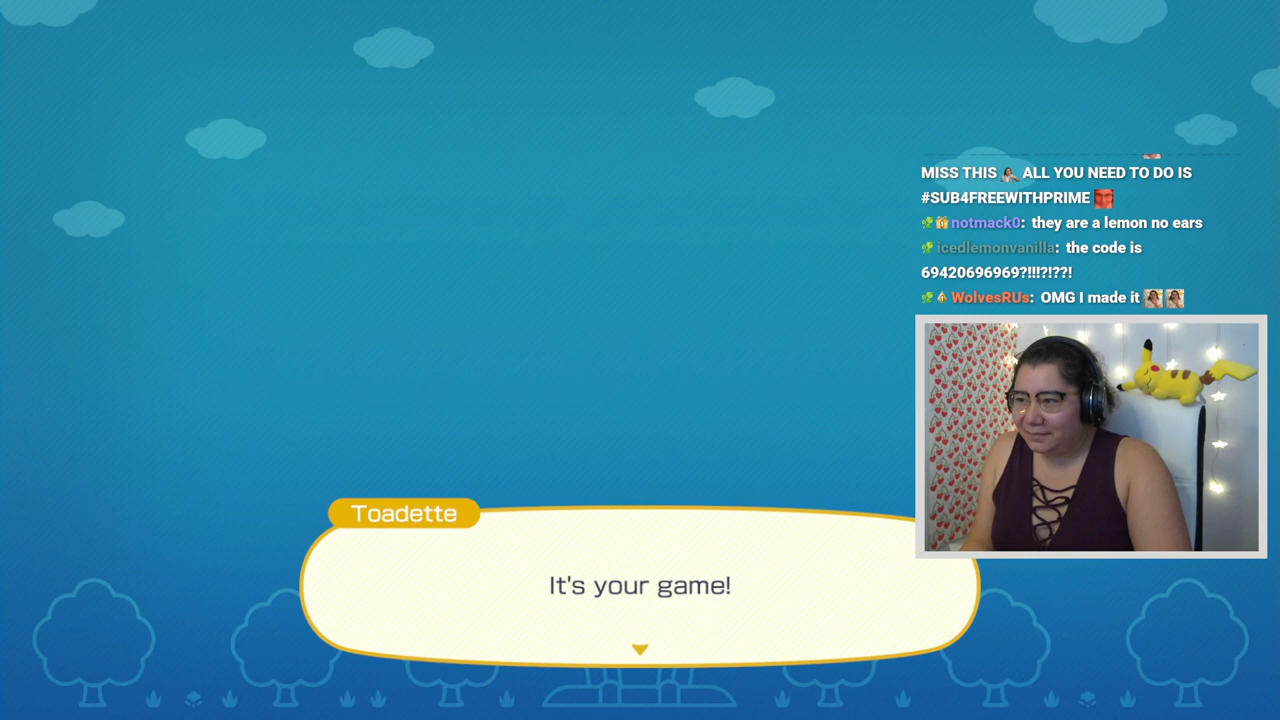 MISS THIS ALL YOU NEED TO DO IS
#SUB4FREEWITHPRIME
notmack0: they are a lemon no ears
icedlemonvanilla: the code is
69420696969?!!!?!??!
WolvesRUs: OMG I made it
Toadette
It's your game!